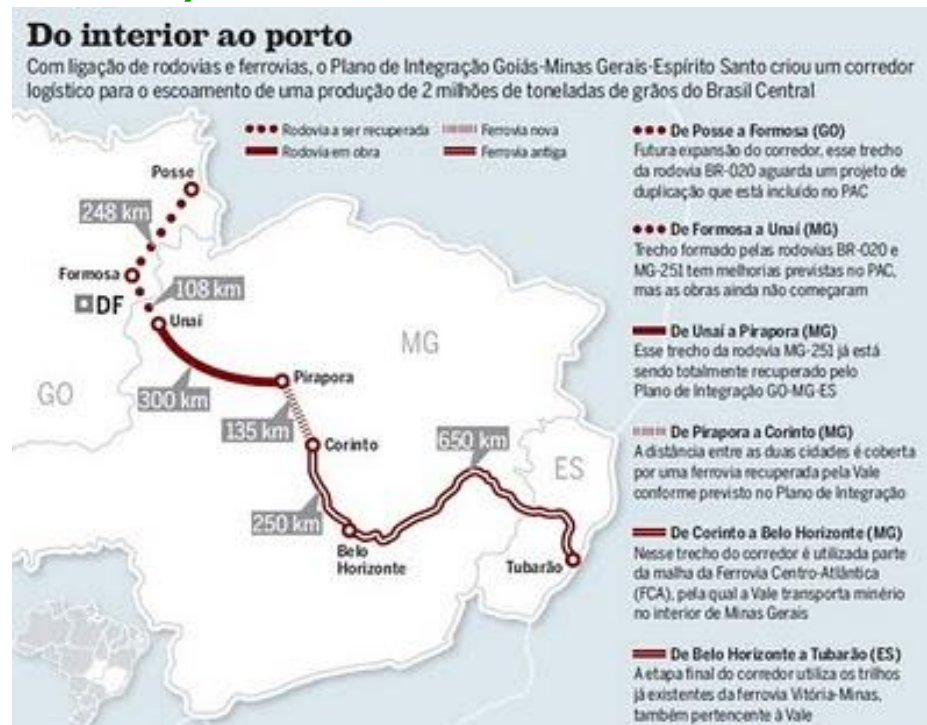 Do interior ao porto
Com ligação de rodovias e ferrovias, o Plano de Integração Goiás-Minas Gerais-Espírito Santo criou um corredor
logístico para o escoamento de uma produção de 2 milhões de toneladas de grãos do Brasil Central
Rodovia a ser recuperada
Ferrovia nova
Rodovia em obra
Ferrovia antiga
Posse
248 km
Formosa
DF
108 km
Unaí
MG
GO
300 km
Pirapora
135 km
Corinto
650 km
ES
250 km
Belo
Horizonte
Tubarão
De Posse a Formosa (GO)
Futura expansão do corredor, esse trecho
da rodovia BR-020 aguarda um projeto de
duplicação que está incluído no PAC
De Formosa a Unaí (MG)
Trecho formado pelas rodovias BR-020 e
MG-251 tem melhorias previstas no PAC,
mas as obras ainda não começaram
De Unaí a Pirapora (MG)
Esse trecho da rodovia MG-251 já está
sendo totalmente recuperado pelo
Plano de Integração GO-MG-ES
De Pirapora a Corinto (MG)
A distância entre as duas cidades é coberta
por uma ferrovia recuperada pela Vale
conforme previsto no Plano de Integração
De Corinto a Belo Horizonte (MG)
Nesse trecho do corredor é utilizada parte
da malha da Ferrovia Centro-Atlântica
(FCA), pela qual a Vale transporta minério
no interior de Minas Gerais
De Belo Horizonte a Tubarão (ES)
A etapa final do corredor utiliza os trilhos
já existentes da ferrovia Vitória-Minas,
também pertencente à Vale